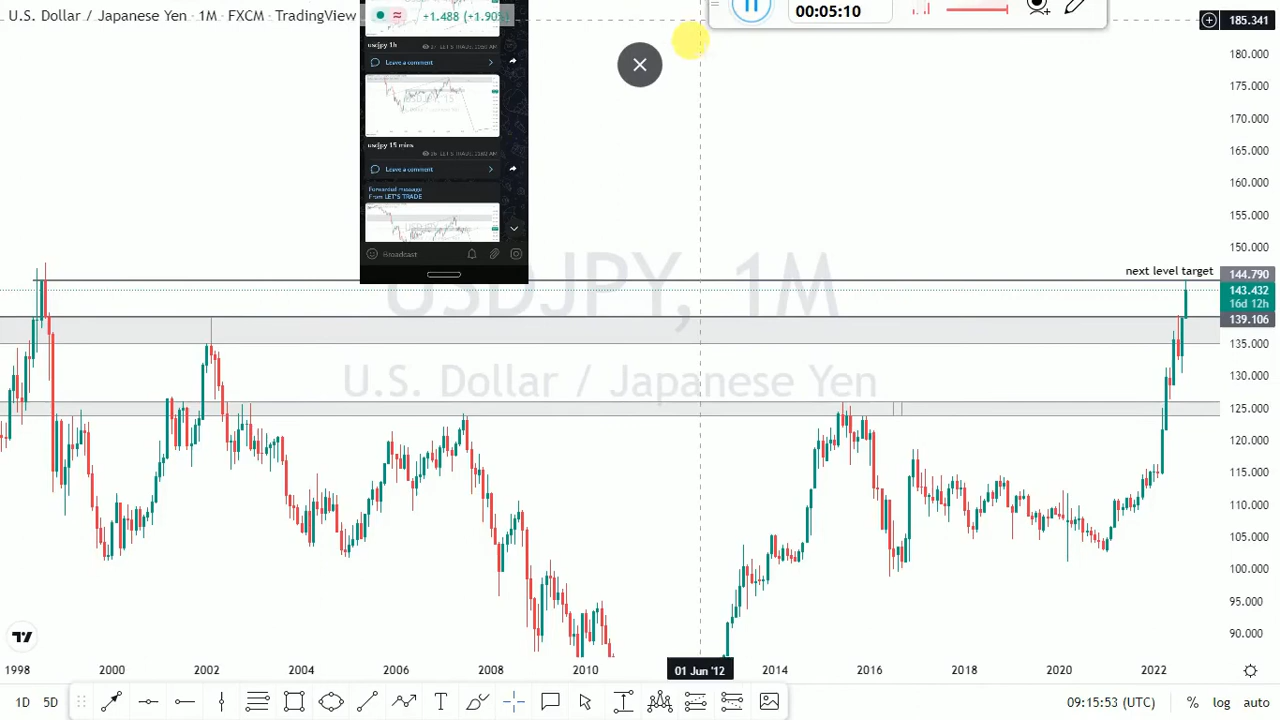 U.S. Dollar / Japanese Yen · 1M · FXCM · TradingView
+1.488 (+1.90
00:05:10
185.341
usdjpy 1h
Leave a comment
180.000
175.000
170.000
165.000
160.000
155.000
150.000
usdjpy 15 mins
Leave a comment
Forwarded message
From LET'S TRADE
Broadcast
USDJPY, 1M
U.S. Dollar / Japanese Yen
next level target
144.790
143.432
16d 12h
139.106
135.000
130.000
125.000
120.000
115.000
110.000
105.000
100.000
95.000
90.000
1998
2000
2002
2004
2006
2008
2010
01 Jun '12
2014
2016
2018
2020
2022
1D
5D
T
09:15:53 (UTC)
%
log
auto